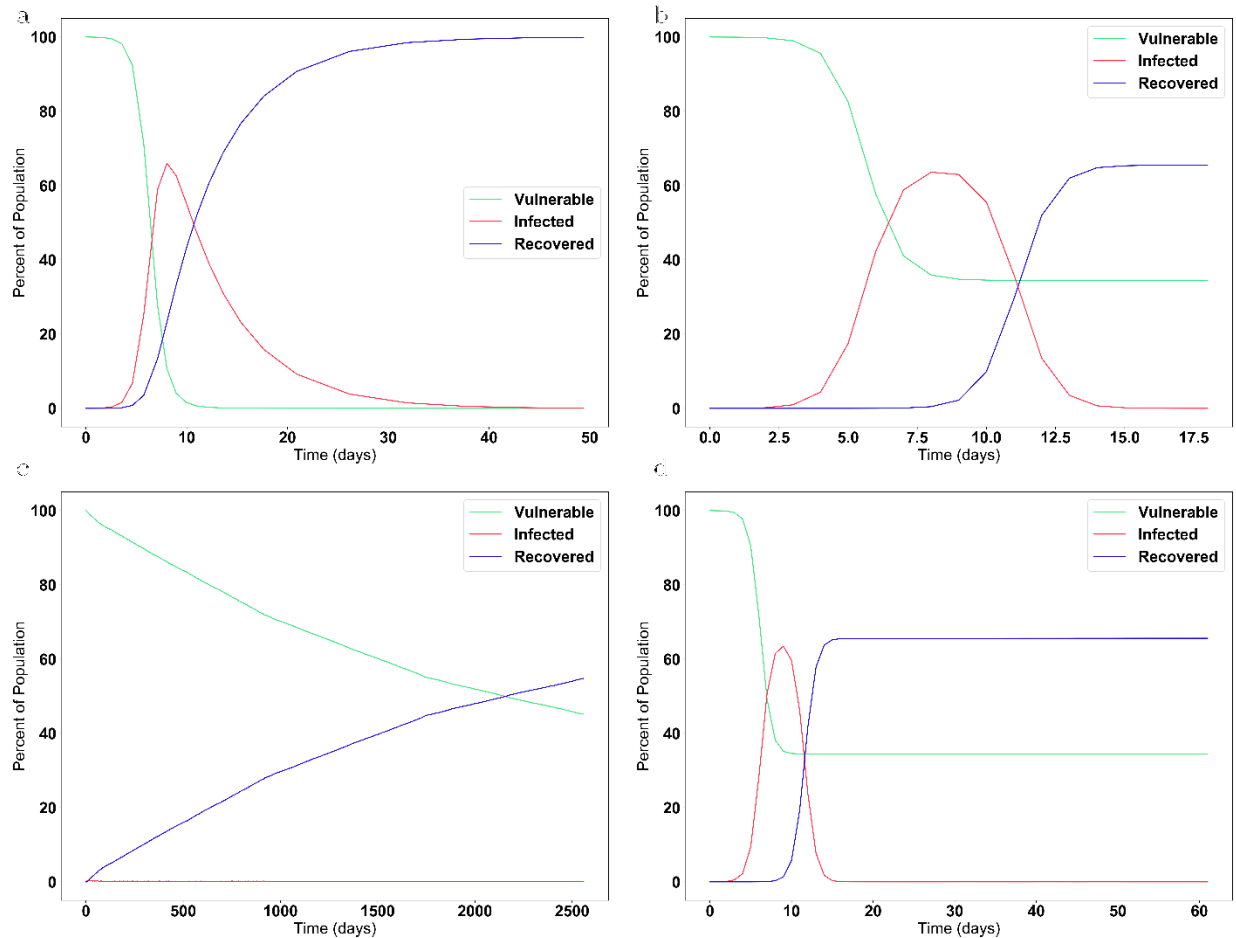 a
100
80
60
40
20
0
Percent of Population
Vulnerable
Infected
Recovered
0 10 20 30 40 50
Time (days)
b
100
80
60
40
20
0
Percent of Population
Vulnerable
Infected
Recovered
0.0 2.5 5.0 7.5 10.0 12.5 15.0 17.5
Time (days)
c
100
80
60
40
20
0
Percent of Population
Vulnerable
Infected
Recovered
0 500 1000 1500 2000 2500
Time (days)
d
100
80
60
40
20
0
Percent of Population
Vulnerable
Infected
Recovered
0 10 20 30 40 50 60
Time (days)